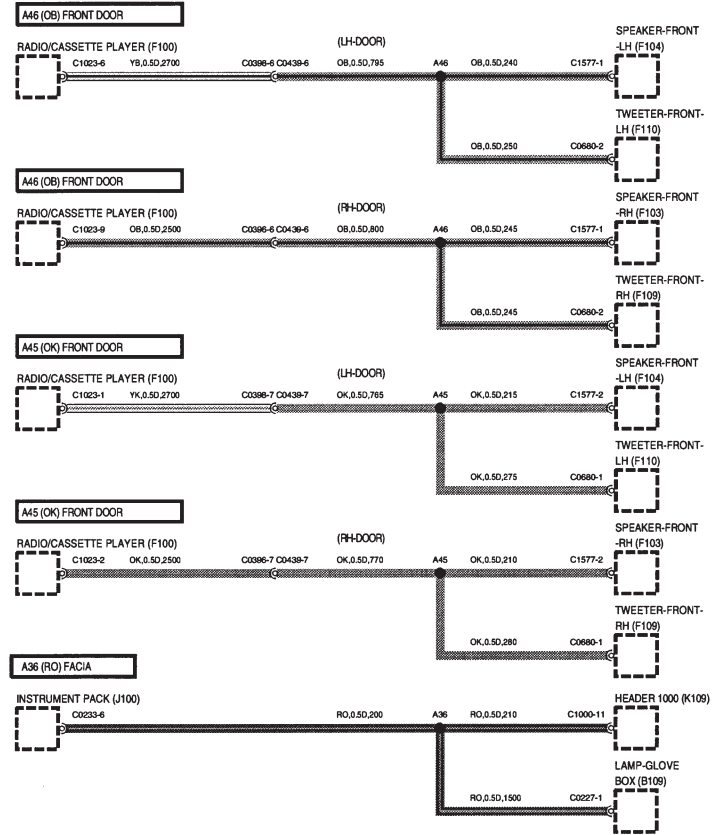 A46 (OB) FRONT DOOR
RADIO/CASSETTE PLAYER (F100)
(LH-DOOR)
SPEAKER-FRONT
-LH (F104)
C1023-6 YB,0.5D,2700 C0398-6 C0439-6 OB,0.5D,795 A46 OB,0.5D,240 C1577-1
TWEETER-FRONT-
LH (F110)
OB,0.5D,250 C0680-2
A46 (OB) FRONT DOOR
RADIO/CASSETTE PLAYER (F100)
(RH-DOOR)
SPEAKER-FRONT
-RH (F103)
C1023-9 OB,0.5D,2500 C0396-6 C0439-6 OB,0.5D,800 A46 OB,0.5D,245 C1577-1
TWEETER-FRONT-
RH (F109)
OB,0.5D,245 C0680-2
A45 (OK) FRONT DOOR
RADIO/CASSETTE PLAYER (F100)
(LH-DOOR)
SPEAKER-FRONT
-LH (F104)
C1023-1 YK,0.5D,2700 C0398-7 C0439-7 OK,0.5D,765 A45 OK,0.5D,215 C1577-2
TWEETER-FRONT-
LH (F110)
OK,0.5D,275 C0680-1
A45 (OK) FRONT DOOR
RADIO/CASSETTE PLAYER (F100)
(RH-DOOR)
SPEAKER-FRONT
-RH (F103)
C1023-2 OK,0.5D,2500 C0396-7 C0439-7 OK,0.5D,770 A45 OK,0.5D,210 C1577-2
TWEETER-FRONT-
RH (F109)
OK,0.5D,280 C0680-1
A36 (RO) FACIA
INSTRUMENT PACK (J100)
HEADER 1000 (K109)
C0233-6 RO,0.5D,200 A36 RO,0.5D,210 C1000-11
LAMP-GLOVE
BOX (B109)
RO,0.5D,1500 C0227-1